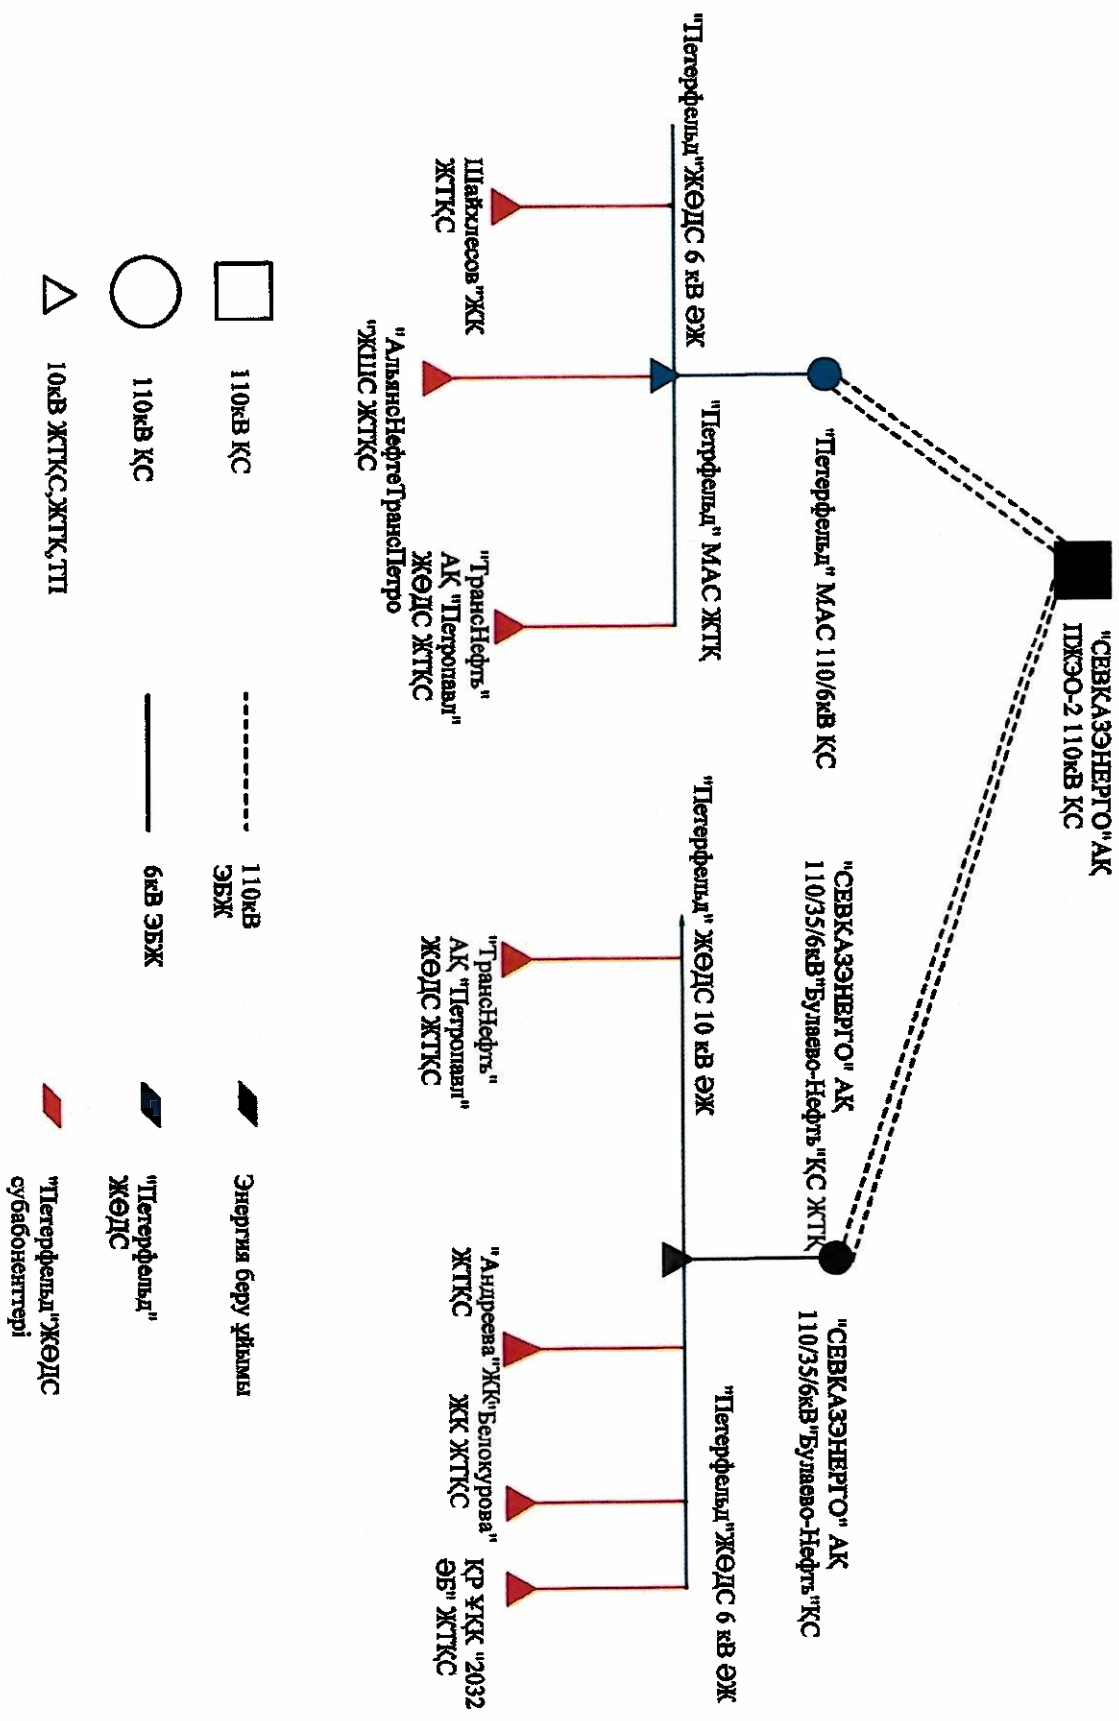 "СЕВКАЗЭНЕРГО"АҚ
ПЖЭО-2 110кВ ҚС
"Петерфельд" МАС 110/6кВ ҚС
"СЕВКАЗЭНЕРГО" АҚ
110/35/6кВ"Булаево-Нефть"ҚС ЖТҚ
"СЕВКАЗЭНЕРГО" АҚ
110/35/6кВ"Булаево-Нефть"ҚС
"Петерфельд"ЖӨДС 6 кВ ӘЖ
"Петрфельд" МАС ЖТҚ
"Петерфельд" ЖӨДС 10 кВ ӘЖ
"Петерфельд"ЖӨДС 6 кВ ӘЖ
Шайхлесов"ЖК
ЖТҚС
"АльянсНефтеТрансПетро
"ЖШС ЖТҚС
"ТрансНефть"
АҚ "Петропавл"
ЖӨДС ЖТҚС
"ТрансНефть"
АҚ "Петропавл"
ЖӨДС ЖТҚС
"Андреева"ЖК
ЖТҚС
"Белокурова"
ЖК ЖТҚС
ҚР ҰҚК "2032
ӘБ" ЖТҚС
110кВ ҚС
110кВ
ЭБЖ
Энергия беру ұйымы
110кВ ҚС
6кВ ЭБЖ
"Петерфельд"
ЖӨДС
10кВ ЖТҚС,ЖТҚ,ТП
"Петерфельд"ЖӨДС
субабоненттері